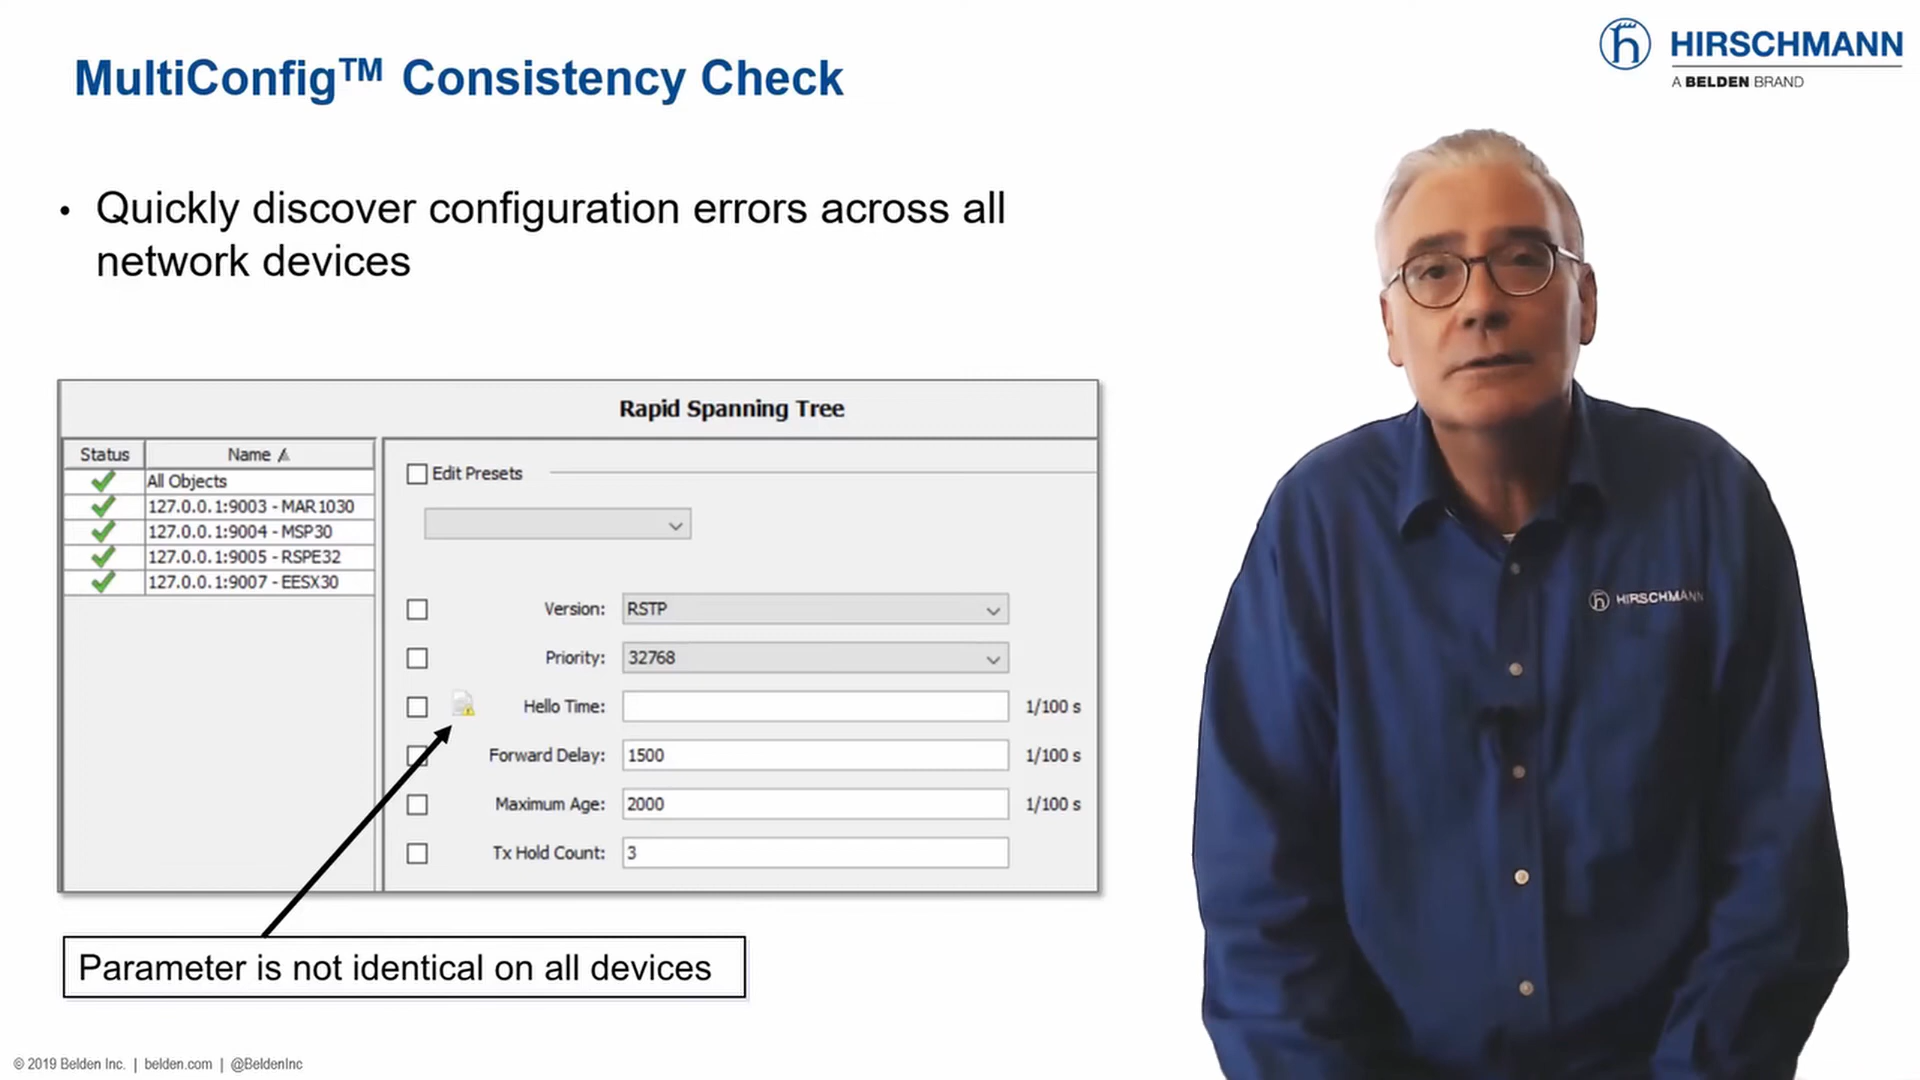 MultiConfig™ Consistency Check
HIRSCHMANN
A BELDEN BRAND
• Quickly discover configuration errors across all
network devices
Rapid Spanning Tree
Status Name
All Objects
127.0.0.1:9003 - MAR1030
127.0.0.1:9004 - MSP30
127.0.0.1:9005 - RSPE32
127.0.0.1:9007 - EESX30
Edit Presets
Version: RSTP
Priority: 32768
Hello Time: 1/100 s
Forward Delay: 1500 1/100 s
Maximum Age: 2000 1/100 s
Tx Hold Count: 3
Parameter is not identical on all devices
HIRSCHMANN
© 2019 Belden Inc. | belden.com | @BeldenInc